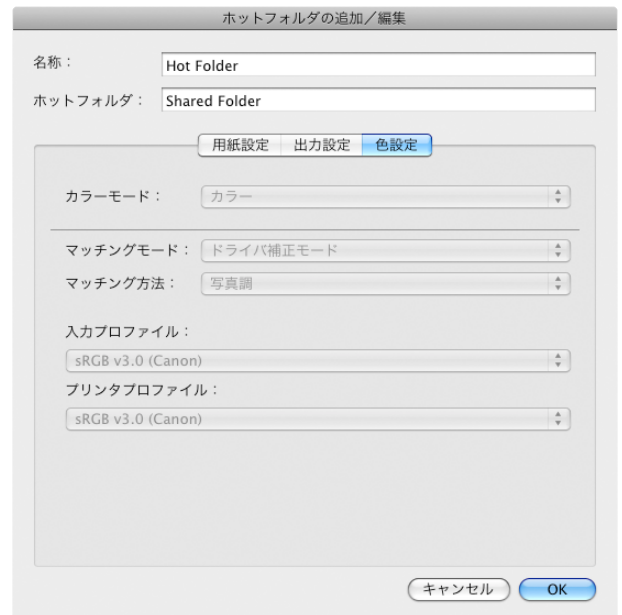 ホットフォルダの追加／編集
名称： Hot Folder
ホットフォルダ： Shared Folder
用紙設定 出力設定 色設定
カラーモード： カラー
マッチングモード： ドライバ補正モード
マッチング方法： 写真調
入力プロファイル：
sRGB v3.0 (Canon)
プリンタプロファイル：
sRGB v3.0 (Canon)
キャンセル OK